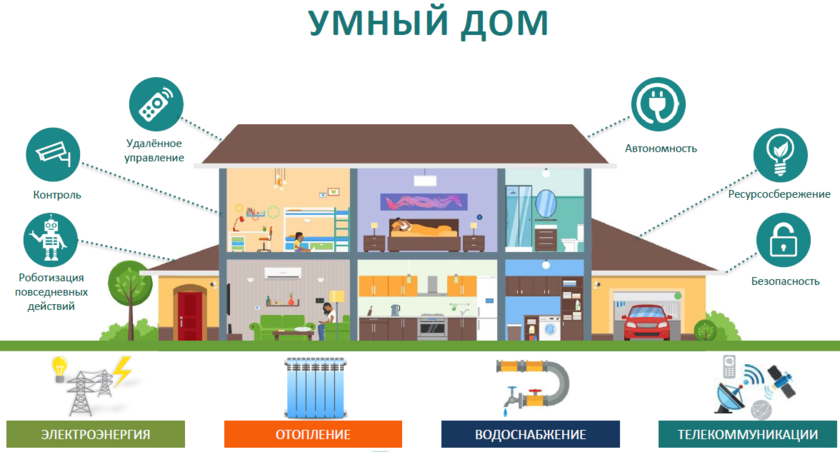 УМНЫЙ ДОМ
Удалённое
управление
Автономность
Контроль
Ресурсосбережение
Роботизация
повседневных
действий
Безопасность
ЭЛЕКТРОЭНЕРГИЯ
ОТОПЛЕНИЕ
ВОДОСНАБЖЕНИЕ
ТЕЛЕКОММУНИКАЦИИ